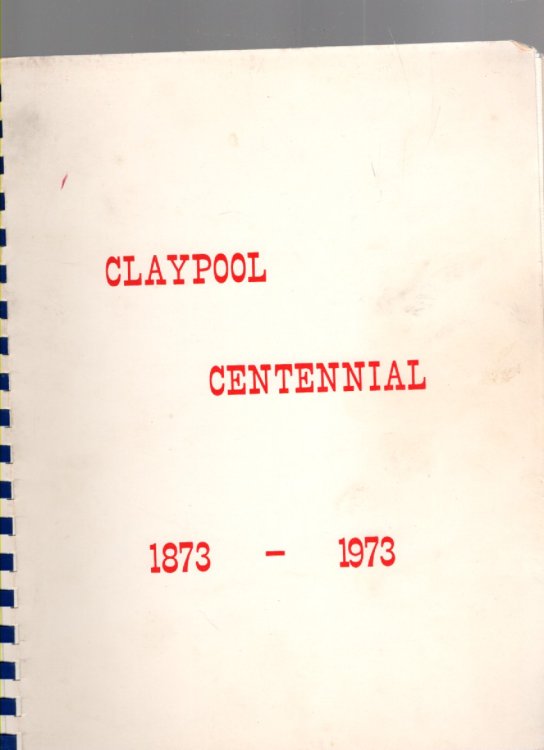 CLAYPOOL
CENTENNIAL
1873 - 1973